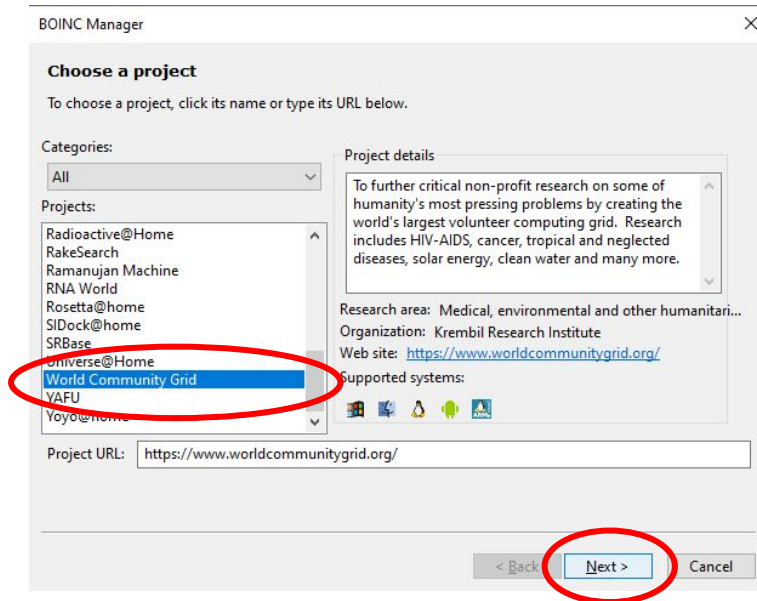 BOINC Manager
Choose a project
To choose a project, click its name or type its URL below.
Categories:
All
Projects:
Radioactive@Home
RakeSearch
Ramanujan Machine
RNA World
Rosetta@home
SIDock@home
SRBase
Universe@Home
World Community Grid
YAFU
Yoyo@home
Project details
To further critical non-profit research on some of
humanity's most pressing problems by creating the
world's largest volunteer computing grid. Research
includes HIV-AIDS, cancer, tropical and neglected
diseases, solar energy, clean water and many more.
Research area: Medical, environmental and other humanitari...
Organization: Krembil Research Institute
Web site: https://www.worldcommunitygrid.org/
Supported systems:
Project URL: https://www.worldcommunitygrid.org/
< Back
Next >
Cancel